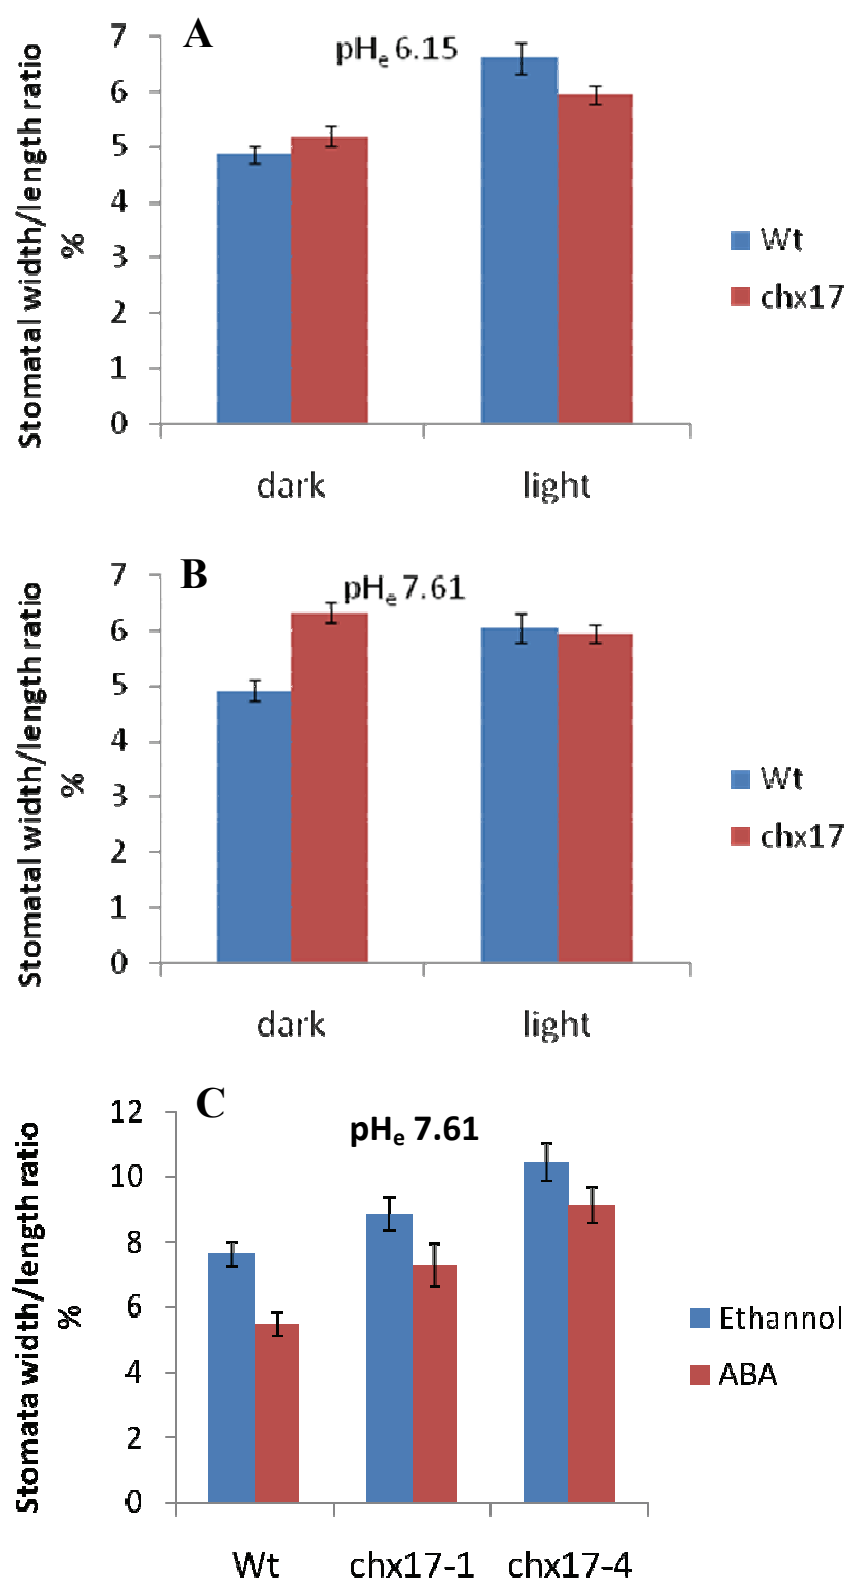 A
pHe 6.15
Stomatal width/length ratio
%
7
6
5
4
3
2
1
0
dark
light
Wt
chx17
B
pHe 7.61
Stomatal width/length ratio
%
7
6
5
4
3
2
1
0
dark
light
Wt
chx17
C
pHe 7.61
Stomata width/length ratio
%
12
10
8
6
4
2
0
Wt
chx17-1
chx17-4
Ethannol
ABA